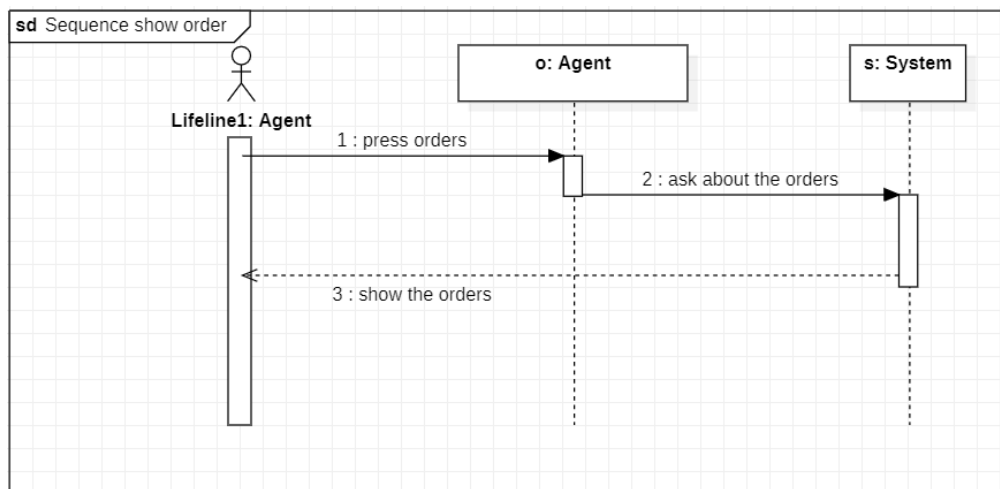 sd Sequence show order
o: Agent
s: System
Lifeline1: Agent
1 : press orders
2 : ask about the orders
3 : show the orders